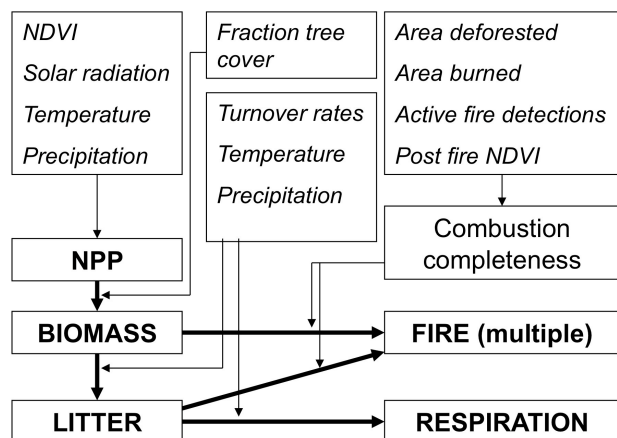 NDVI
Solar radiation
Temperature
Precipitation
Fraction tree
cover
Turnover rates
Temperature
Precipitation
Area deforested
Area burned
Active fire detections
Post fire NDVI
Combustion
completeness
NPP
BIOMASS
FIRE (multiple)
LITTER
RESPIRATION